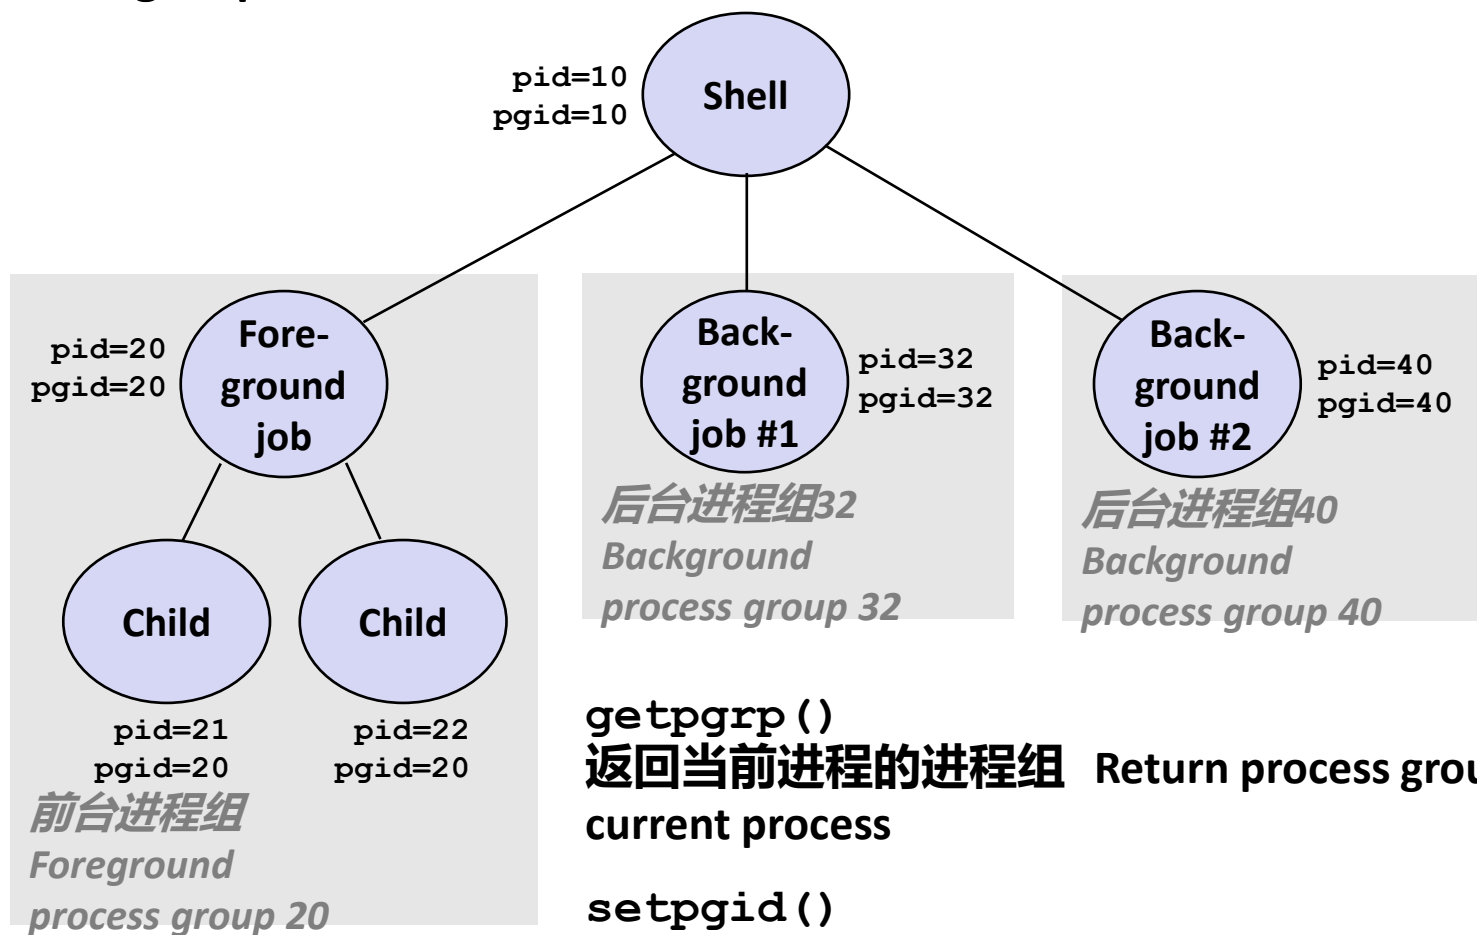 pid=10
pgid=10
Shell
pid=20
pgid=20
Fore-
ground
job
Back-
ground
job #1
pid=32
pgid=32
Back-
ground
job #2
pid=40
pgid=40
后台进程组32
Background
process group 32
后台进程组40
Background
process group 40
Child
Child
pid=21
pgid=20
pid=22
pgid=20
前台进程组
Foreground
process group 20
getpgrp()
返回当前进程的进程组 Return process
current process
setpgid()